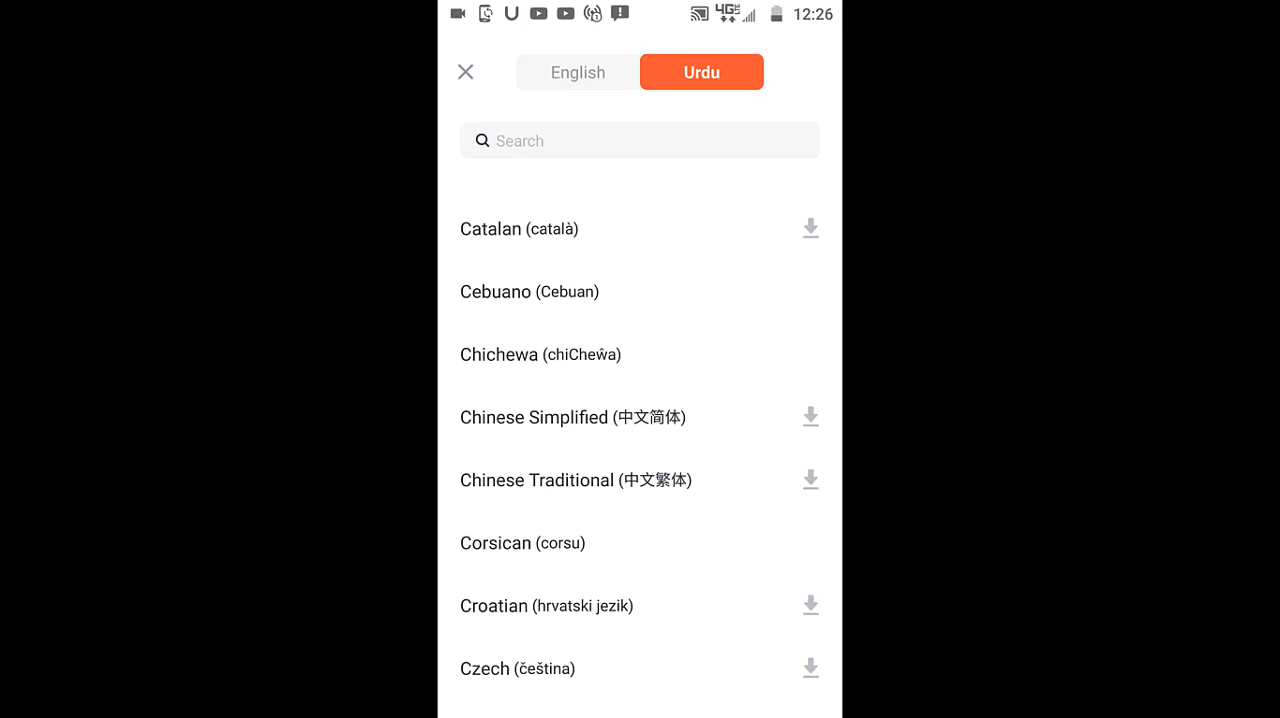 12:26
English Urdu
Search
Catalan (català)
Cebuano (Cebuan)
Chichewa (chiCheŵa)
Chinese Simplified (中文简体)
Chinese Traditional (中文繁体)
Corsican (corsu)
Croatian (hrvatski jezik)
Czech (čeština)